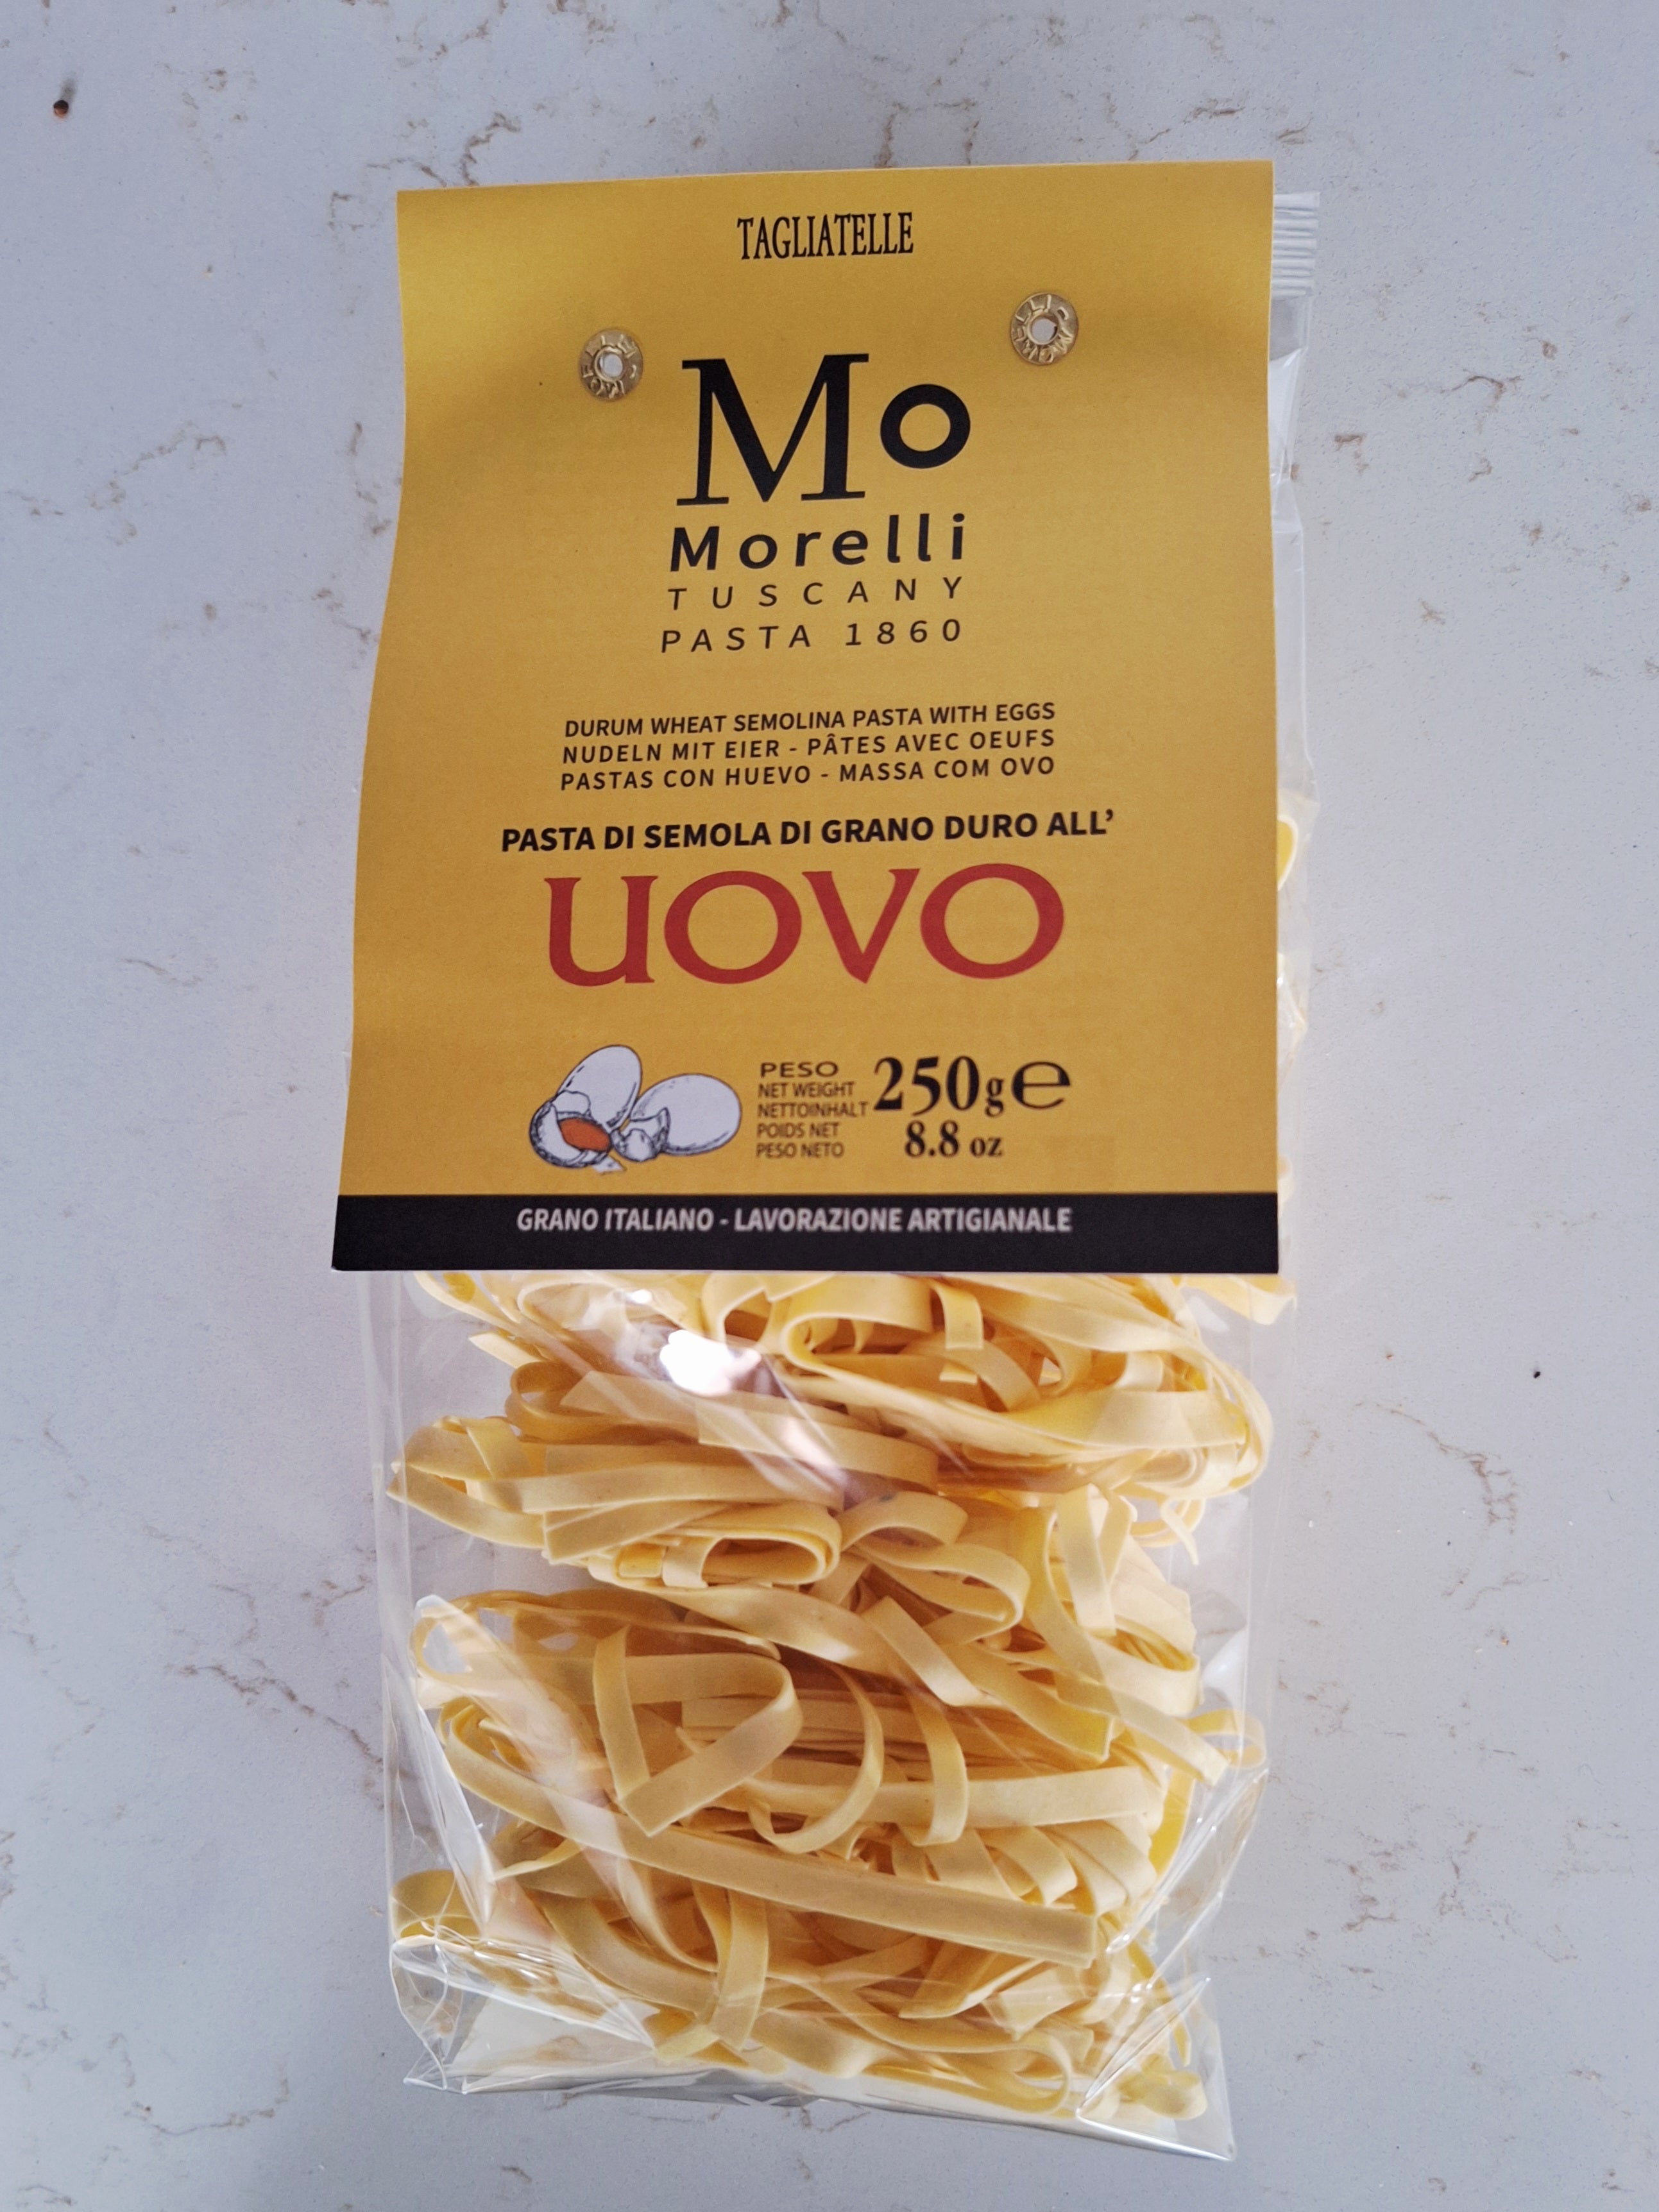 TAGLIATELLE
Mo
Morelli
TUSCANY
PASTA 1860
DURUM WHEAT SEMOLINA PASTA WITH EGGS
NUDELN MIT EIER - PÂTES AVEC OEUFS
PASTAS CON HUEVO - MASSA COM OVO
PASTA DI SEMOLA DI GRANO DURO ALL'
UOVO
PESO
NET WEIGHT
NETTOINHALT
POIDS NET
PESO NETO
250g℮
8.8 oz
GRANO ITALIANO - LAVORAZIONE ARTIGIANALE